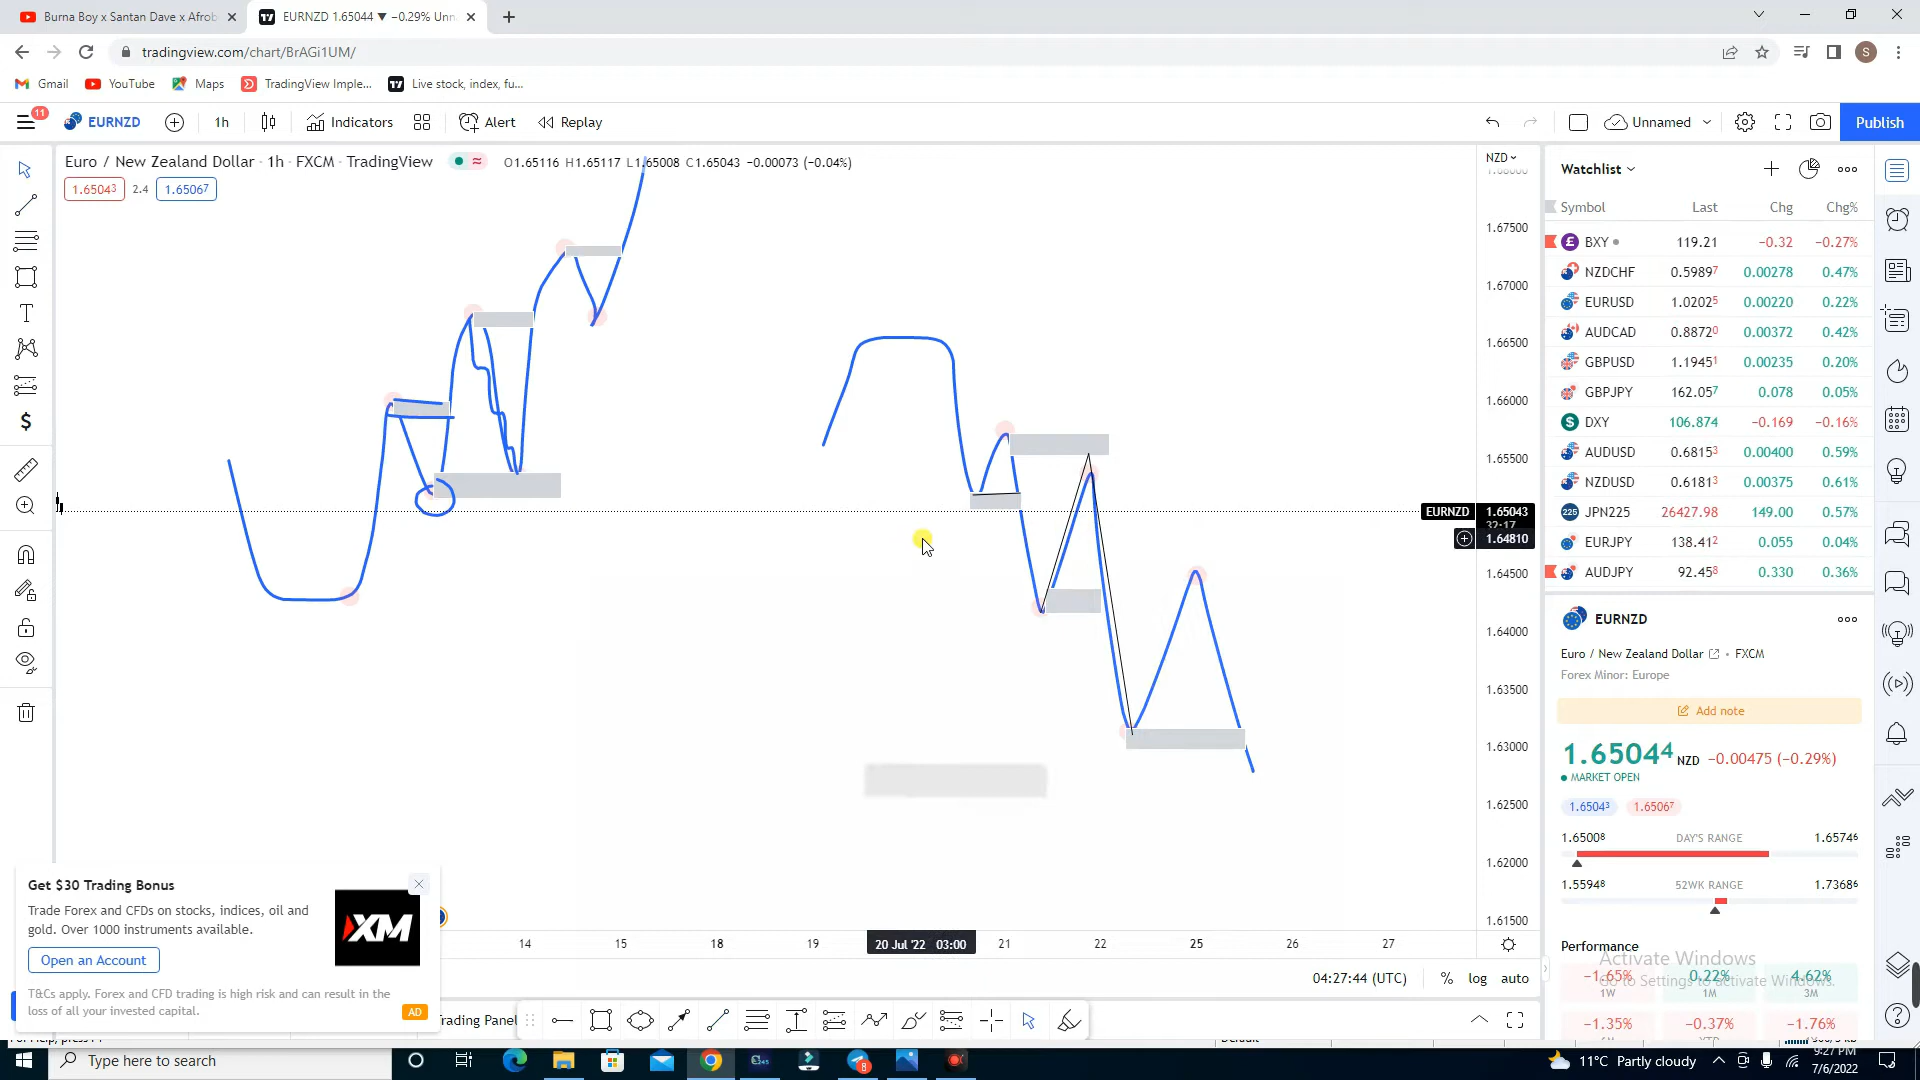 Burna Boy x Santan Dave x Afrob
EURNZD 1.65044 ▼ −0.29% Unn
tradingview.com/chart/BrAGi1UM/
S
Gmail YouTube Maps TradingView Imple... Live stock, index, fu...
11
EURNZD 1h Indicators Alert Replay Unnamed Publish
Euro / New Zealand Dollar · 1h · FXCM · TradingView O1.65116 H1.65117 L1.65008 C1.65043 −0.00073 (−0.04%)
1.65043 2.4 1.65067
NZD
1.68000
1.67500
1.67000
1.66500
1.66000
1.65500
EURNZD 1.65043
32:17
1.64810
1.64500
1.64000
1.63500
1.63000
1.62500
1.62000
1.61500
14 15 18 19 20 Jul '22 03:00 21 22 25 26 27
04:27:44 (UTC) % log auto
Watchlist
Symbol Last Chg Chg%
BXY 119.21 −0.32 −0.27%
NZDCHF 0.59897 0.00278 0.47%
EURUSD 1.02025 0.00220 0.22%
AUDCAD 0.88720 0.00372 0.42%
GBPUSD 1.19451 0.00235 0.20%
GBPJPY 162.057 0.078 0.05%
DXY 106.874 −0.169 −0.16%
AUDUSD 0.68153 0.00400 0.59%
NZDUSD 0.61813 0.00375 0.61%
225 JPN225 26427.98 149.00 0.57%
EURJPY 138.412 0.055 0.04%
AUDJPY 92.458 0.330 0.36%
EURNZD
Euro / New Zealand Dollar • FXCM
Forex Minor: Europe
Add note
1.65044 NZD −0.00475 (−0.29%)
MARKET OPEN
1.65043 1.65067
1.65008 DAY'S RANGE 1.65746
1.55948 52WK RANGE 1.73686
Performance
Activate Windows
Go to Settings to activate Windows.
−1.65% 0.22% 4.62%
1W 1M 3M
−1.35% −0.37% −1.76%
Get $30 Trading Bonus
Trade Forex and CFDs on stocks, indices, oil and
gold. Over 1000 instruments available.
Open an Account
XM
T&Cs apply. Forex and CFD trading is high risk and can result in the
loss of all your invested capital.
AD
Trading Panel
Type here to search
8
11°C Partly cloudy
9:27 PM
7/6/2022